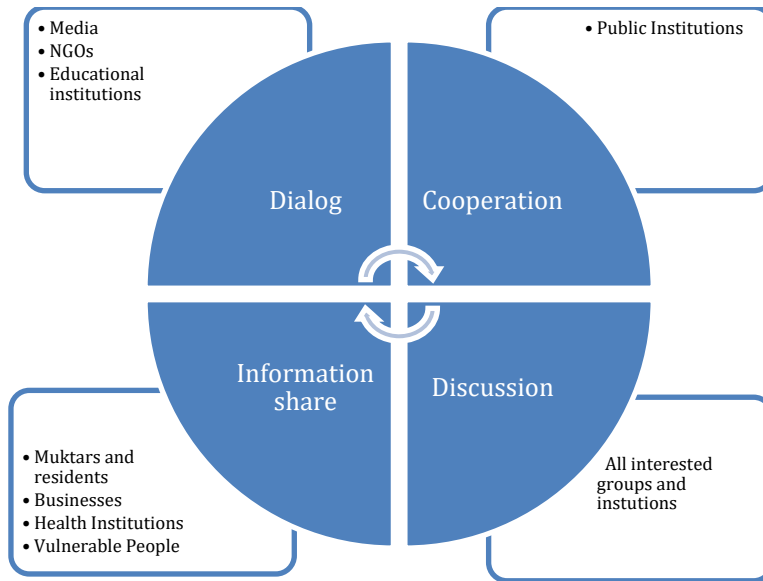 • Media
• NGOs
• Educational
institutions
• Public Institutions
Dialog
Cooperation
Information
share
Discussion
• Muktars and
residents
• Businesses
• Health Institutions
• Vulnerable People
All interested
groups and
instutions